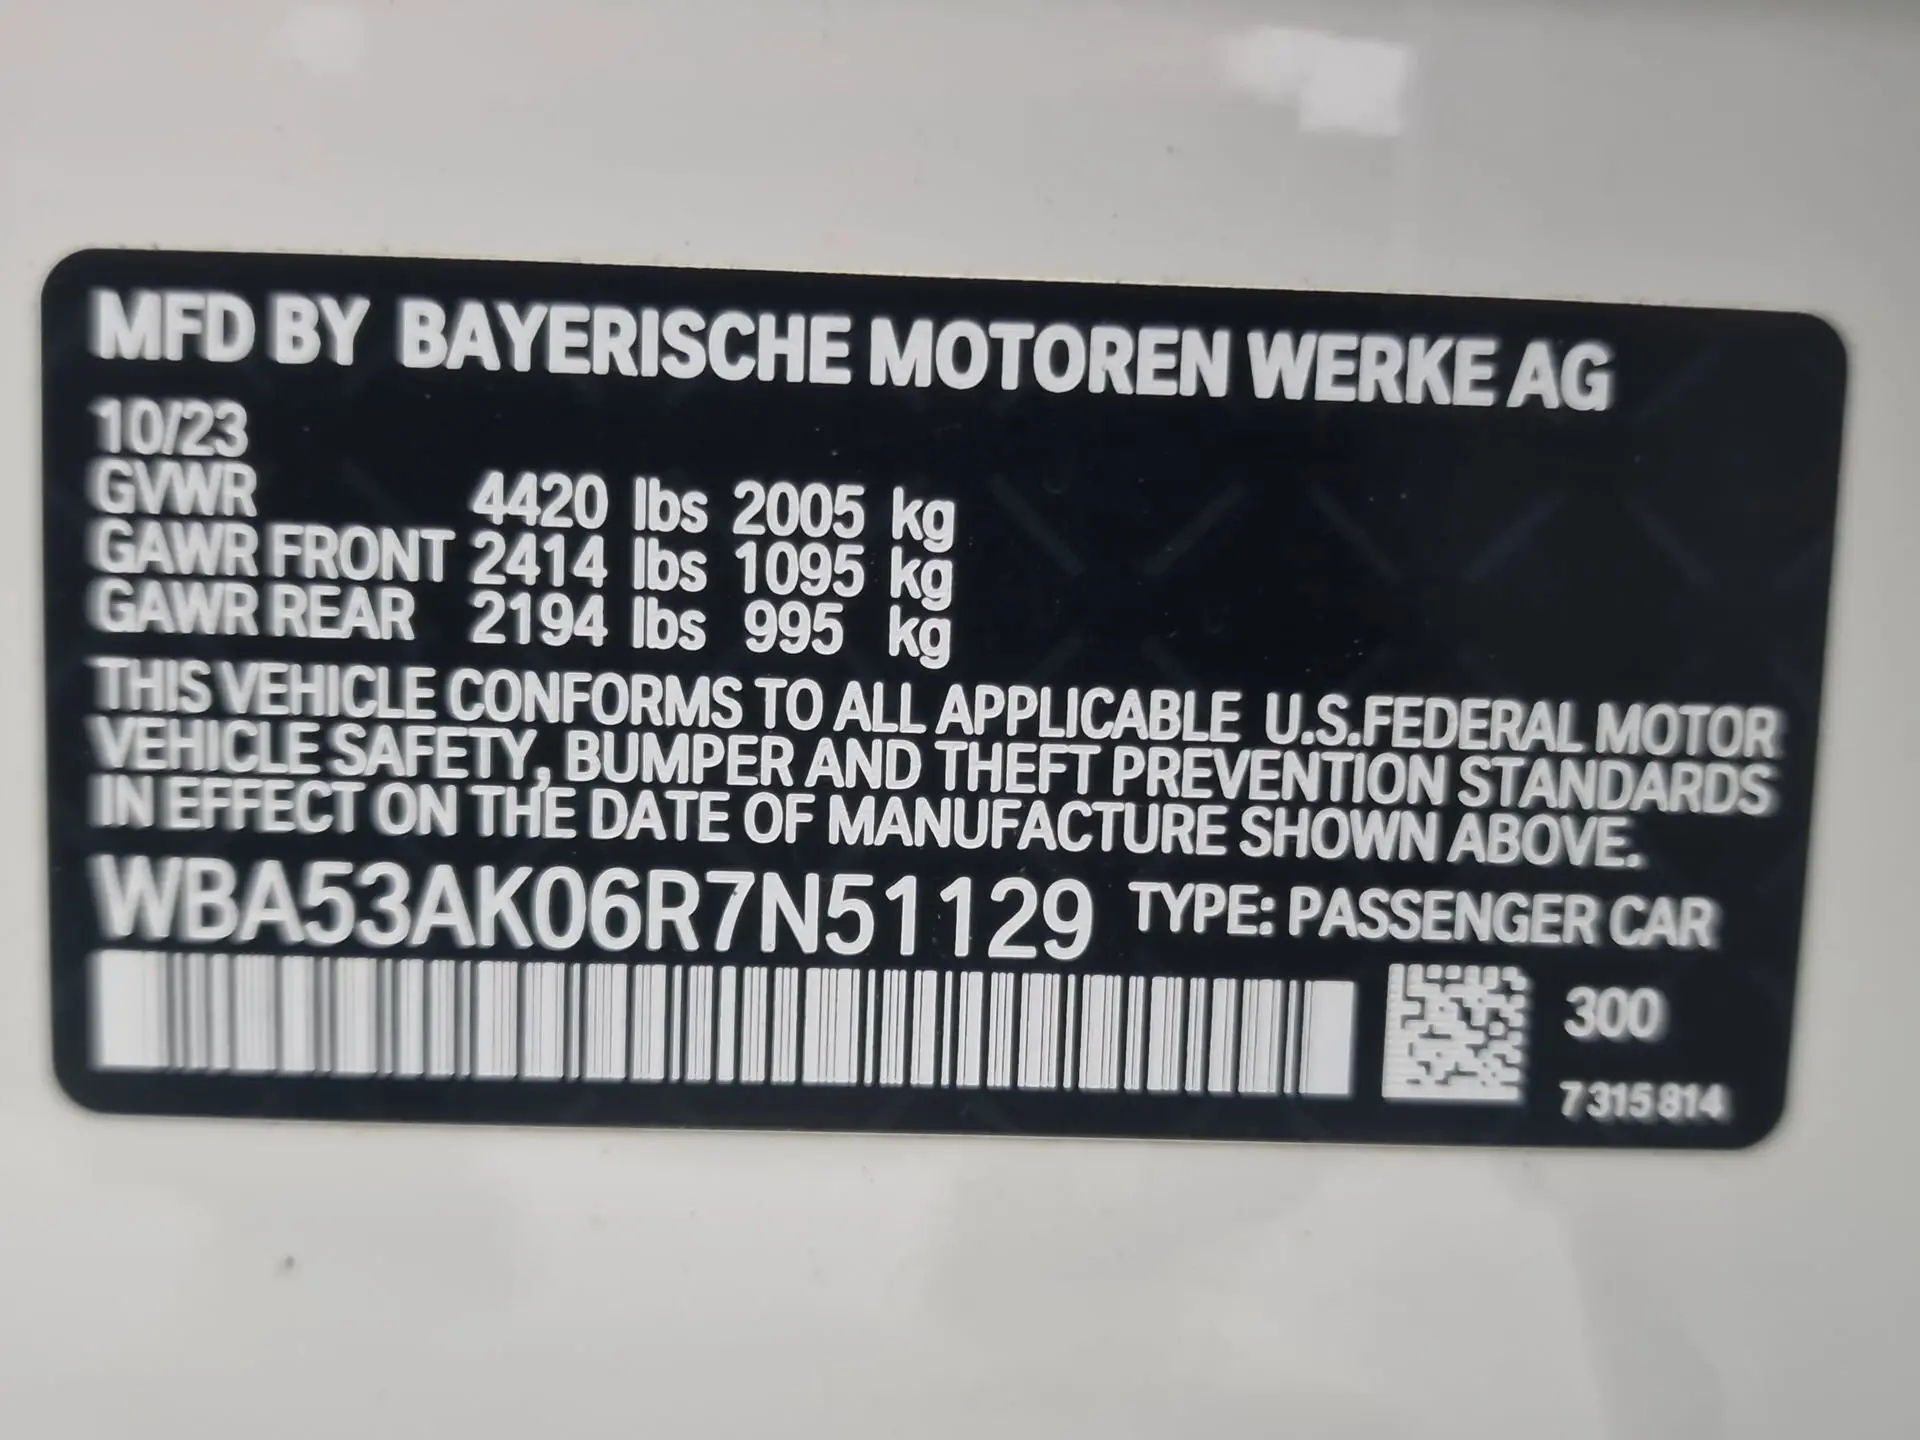 MFD BY BAYERISCHE MOTOREN WERKE AG
10/23
GVWR 4420 lbs 2005 kg
GAWR FRONT 2414 lbs 1095 kg
GAWR REAR 2194 lbs 995 kg
THIS VEHICLE CONFORMS TO ALL APPLICABLE U.S.FEDERAL MOTOR
VEHICLE SAFETY, BUMPER AND THEFT PREVENTION STANDARDS
IN EFFECT ON THE DATE OF MANUFACTURE SHOWN ABOVE.
WBA53AK06R7N51129 TYPE: PASSENGER CAR
300
7 315 814